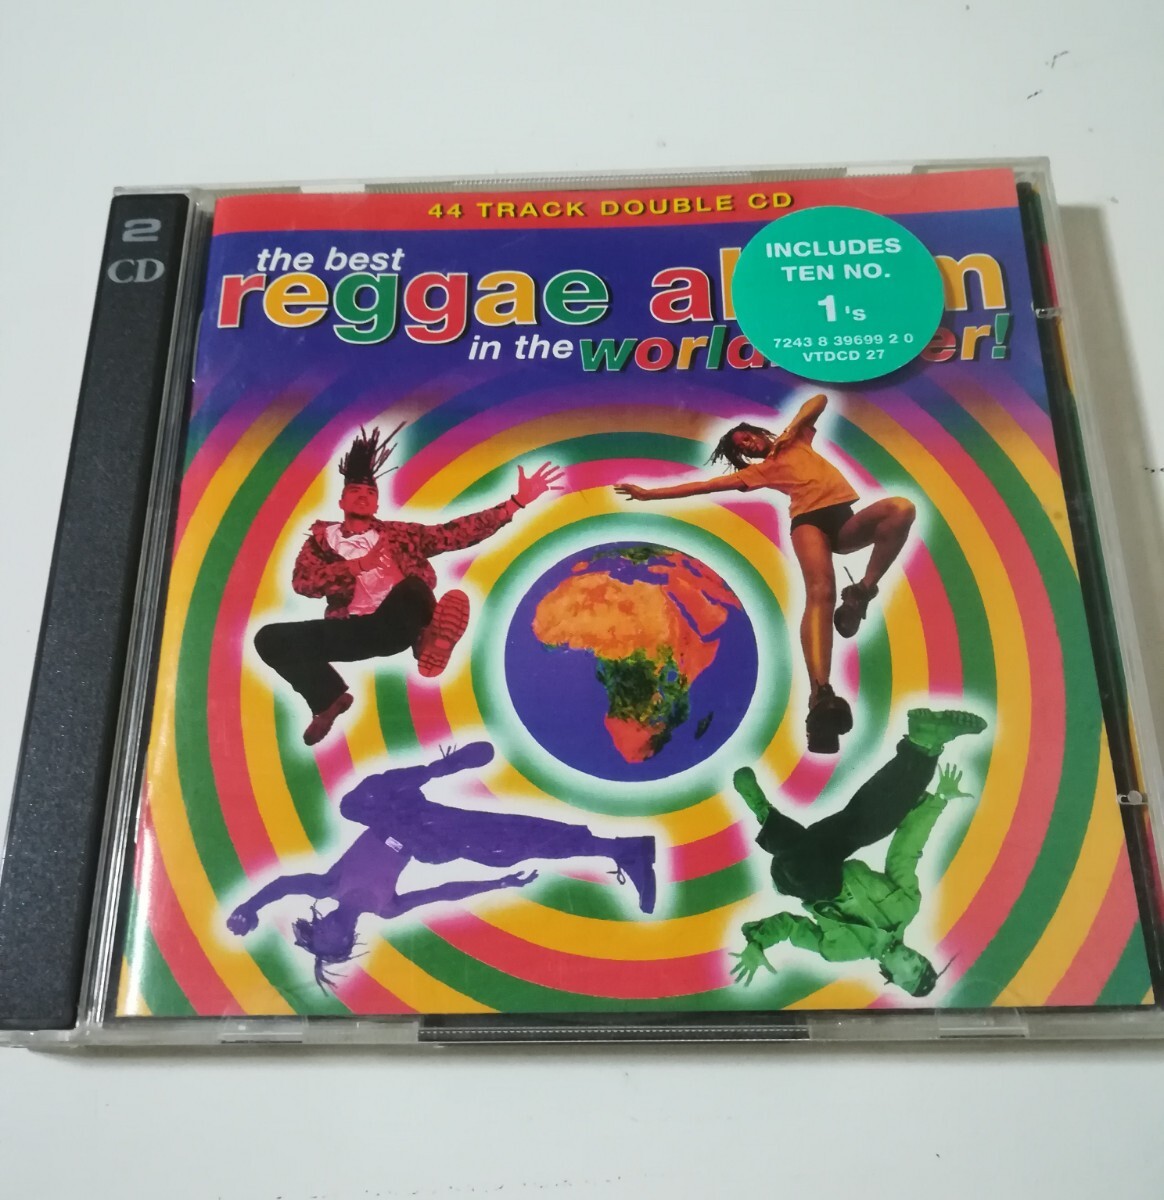 2
CD
44 TRACK DOUBLE CD
the best
reggae
in the
INCLUDES
TEN NO.
1's
7243 8 39699 2 0
VTDCD 27